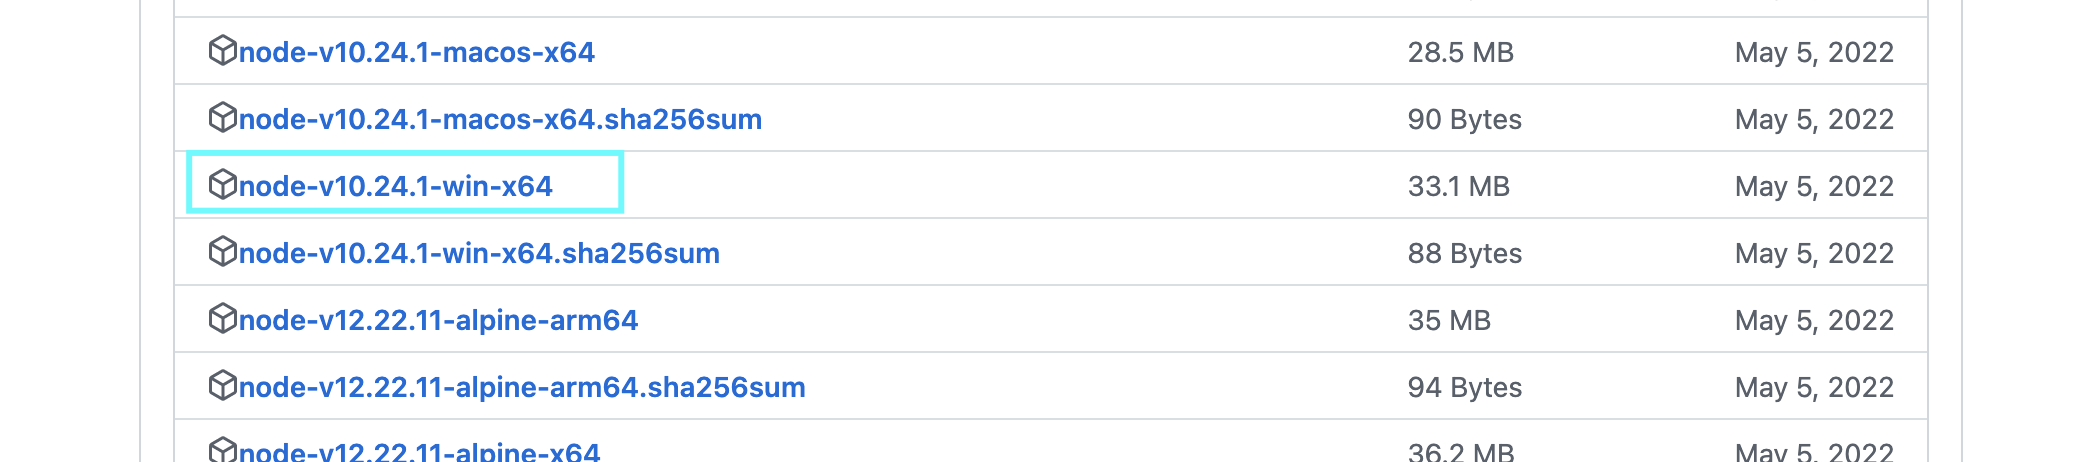 node-v10.24.1-macos-x64 28.5 MB May 5, 2022
node-v10.24.1-macos-x64.sha256sum 90 Bytes May 5, 2022
node-v10.24.1-win-x64 33.1 MB May 5, 2022
node-v10.24.1-win-x64.sha256sum 88 Bytes May 5, 2022
node-v12.22.11-alpine-arm64 35 MB May 5, 2022
node-v12.22.11-alpine-arm64.sha256sum 94 Bytes May 5, 2022
node-v12.22.11-alpine-x64 36.2 MB May 5, 2022